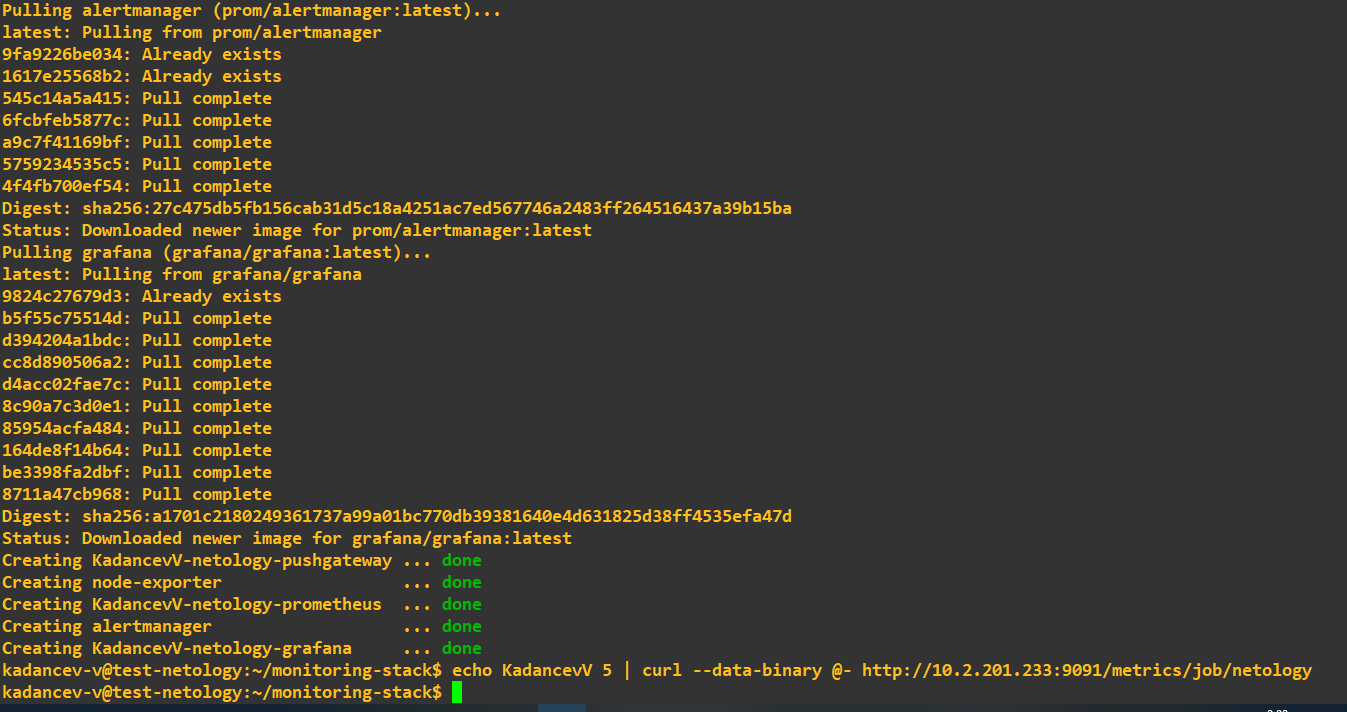 Pulling alertmanager (prom/alertmanager:latest)...
latest: Pulling from prom/alertmanager
9fa9226be034: Already exists
1617e25568b2: Already exists
545c14a5a415: Pull complete
6fcbfeb5877c: Pull complete
a9c7f41169bf: Pull complete
5759234535c5: Pull complete
4f4fb700ef54: Pull complete
Digest: sha256:27c475db5fb156cab31d5c18a4251ac7ed567746a2483ff264516437a39b15ba
Status: Downloaded newer image for prom/alertmanager:latest
Pulling grafana (grafana/grafana:latest)...
latest: Pulling from grafana/grafana
9824c27679d3: Already exists
b5f55c75514d: Pull complete
d394204a1bdc: Pull complete
cc8d890506a2: Pull complete
d4acc02fae7c: Pull complete
8c90a7c3d0e1: Pull complete
85954acfa484: Pull complete
164de8f14b64: Pull complete
be3398fa2dbf: Pull complete
8711a47cb968: Pull complete
Digest: sha256:a1701c2180249361737a99a01bc770db39381640e4d631825d38ff4535efa47d
Status: Downloaded newer image for grafana/grafana:latest
Creating KadancevV-netology-pushgateway ... done
Creating node-exporter                  ... done
Creating KadancevV-netology-prometheus  ... done
Creating alertmanager                   ... done
Creating KadancevV-netology-grafana     ... done
kadancev-v@test-netology:~/monitoring-stack$ echo KadancevV 5 | curl --data-binary @- http://10.2.201.233:9091/metrics/job/netology
kadancev-v@test-netology:~/monitoring-stack$